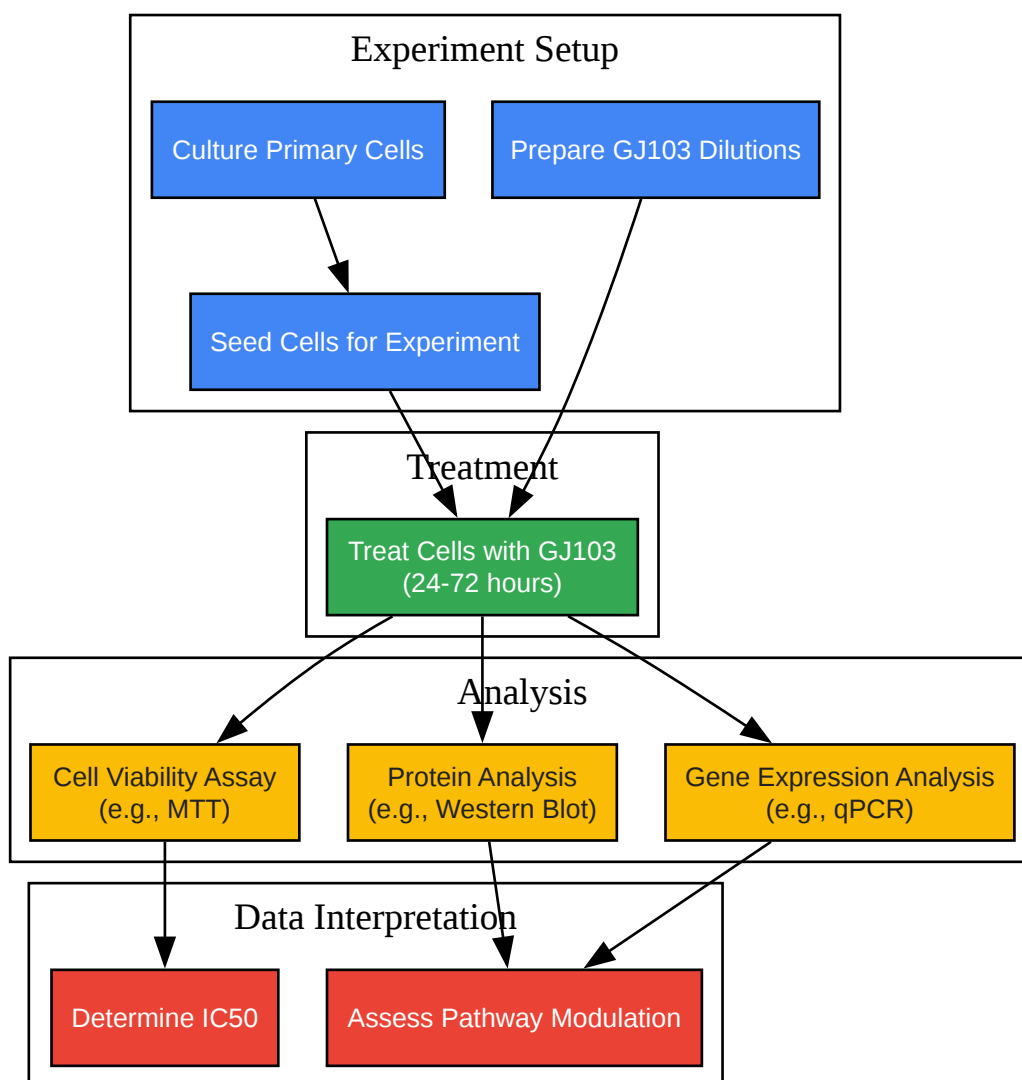 Experiment Setup
Culture Primary Cells
Prepare GJ103 Dilutions
Seed Cells for Experiment
Treatment
Treat Cells with GJ103
(24-72 hours)
Analysis
Cell Viability Assay
(e.g., MTT)
Protein Analysis
(e.g., Western Blot)
Gene Expression Analysis
(e.g., qPCR)
Data Interpretation
Determine IC50
Assess Pathway Modulation